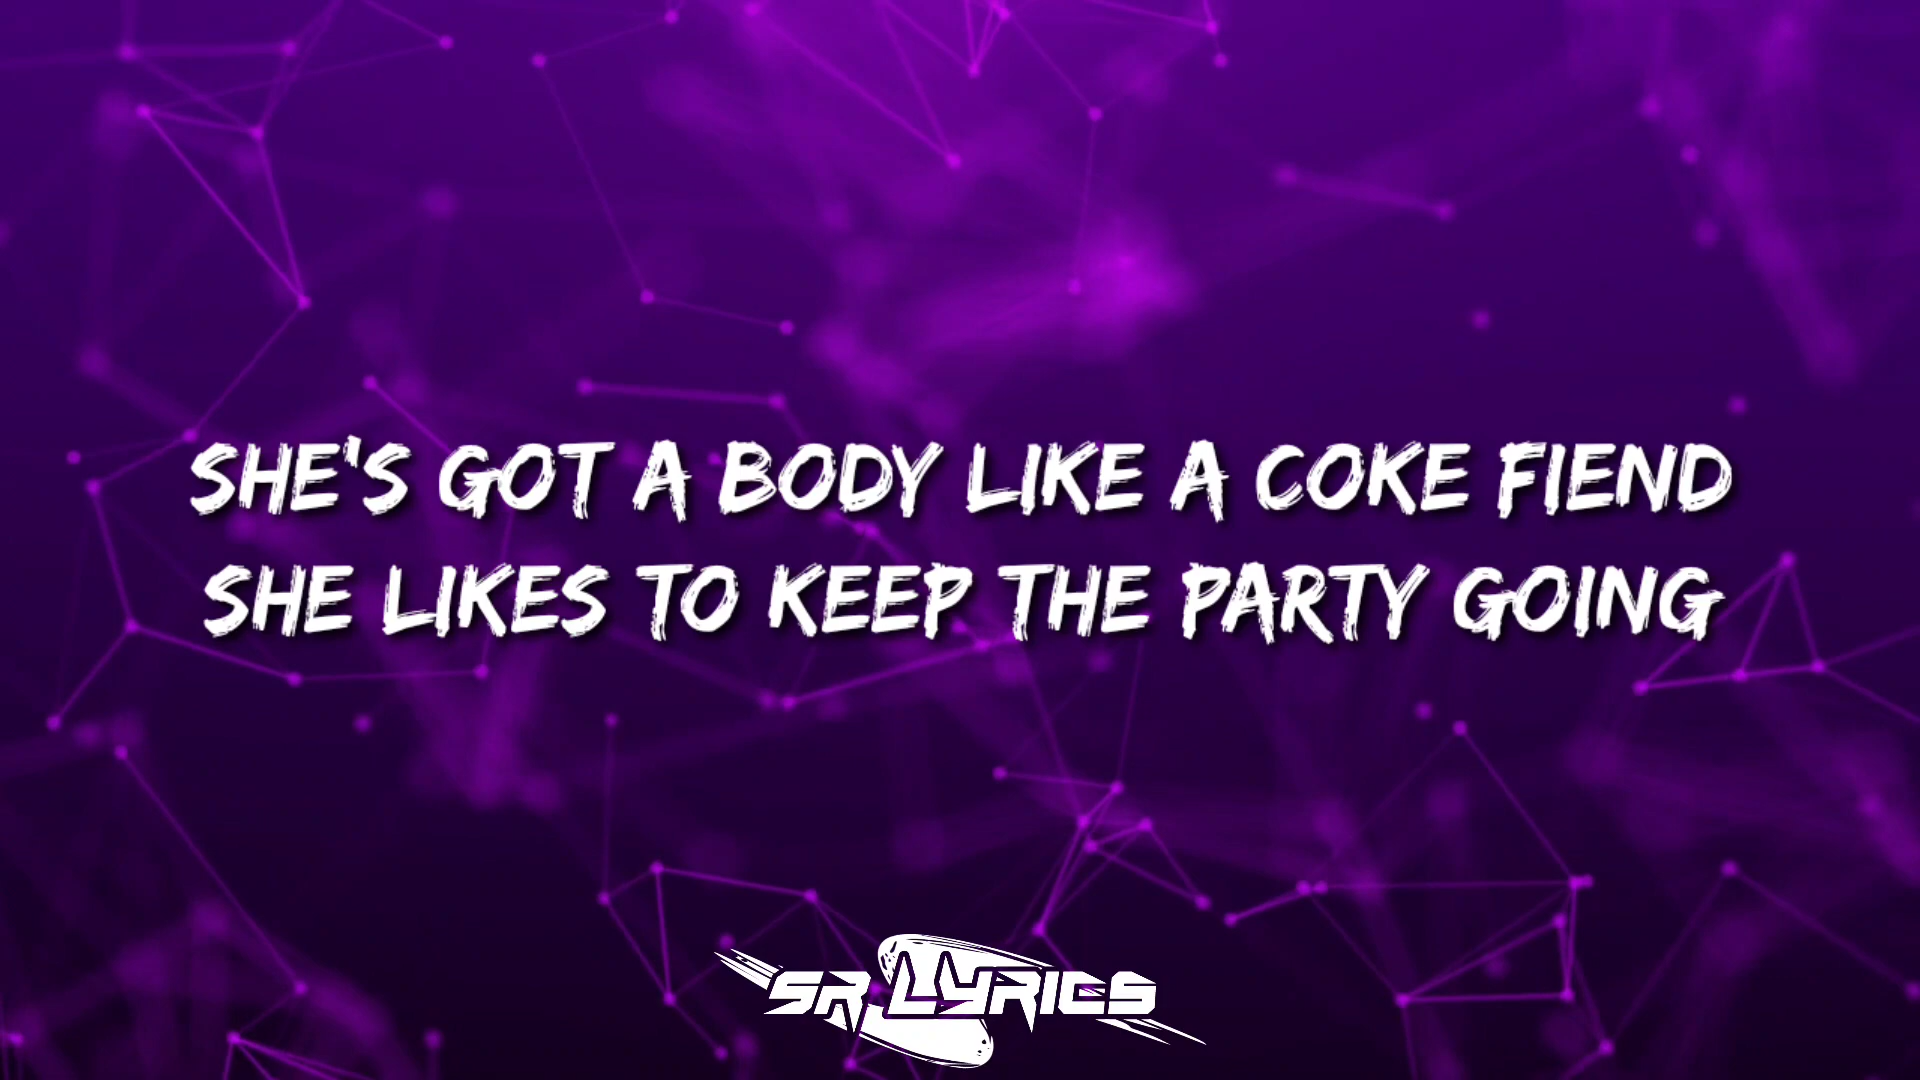 SHE'S GOT A BODY LIKE A COKE FIEND
SHE LIKES TO KEEP THE PARTY GOING
SR LYRICS